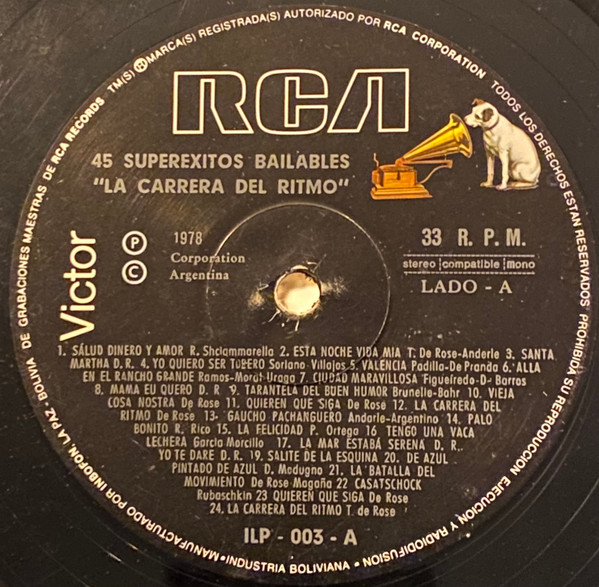 TM(S) ®MARCA(S) REGISTRADA(S) AUTORIZADO POR RCA CORPORATION
TODOS LOS DERECHOS ESTAN RESERVADOS PROHIBIDA SU REPRODUCCION EJECUCION Y RADIODIFUSION
INDUSTRIA BOLIVIANA · MANUFACTURADO POR INBOFON, LA PAZ-BOLIVIA DE GRABACIONES MAESTRAS DE RCA RECORDS
RCA
45 SUPEREXITOS BAILABLES
"LA CARRERA DEL RITMO"
Victor
Ⓟ 1978
© Corporation
Argentina
33 R. P. M.
stereo compatible mono
LADO - A
1. SALUD DINERO Y AMOR R. Shciammarella 2. ESTA NOCHE VIDA MIA T. De Rose-Anderle 3. SANTA
MARTHA D. R. 4. YO QUIERO SER TUPERO Soriano Villajos 5. VALENCIA Padilla-De Pranda 6. ALLA
EN EL RANCHO GRANDE Ramos-Morat-Uraga 7. CIUDAD MARAVILLOSA Figueiredo-D- Barros
8. MAMA EU QUERO D. R. 9. TARANTELA DEL BUEN HUMOR Brunelle-Bahr 10. VIEJA
COSA NOSTRA De Rose 11. QUIEREN QUE SIGA De Rose 12. LA CARRERA DEL
RITMO De Rose 13. GAUCHO PACHANGUERO Andarle-Argentino 14. PALO
BONITO R. Rico 15. LA FELICIDAD P. Ortega 16 TENGO UNA VACA
LECHERA Garcia Morcillo 17. LA MAR ESTABÁ SERENA D. R.
YO TE DARE D. R. 19. SALITE DE LA ESQUINA 20. DE AZUL
PINTADO DE AZUL D. Modugno 21. LA BATALLA DEL
MOVIMIENTO De Rose-Magaña 22 CASATSCHOCK
Rubaschkin 23 QUIEREN QUE SIGA De Rose
24. LA CARRERA DEL RITMO T. de Rose
ILP - 003 - A